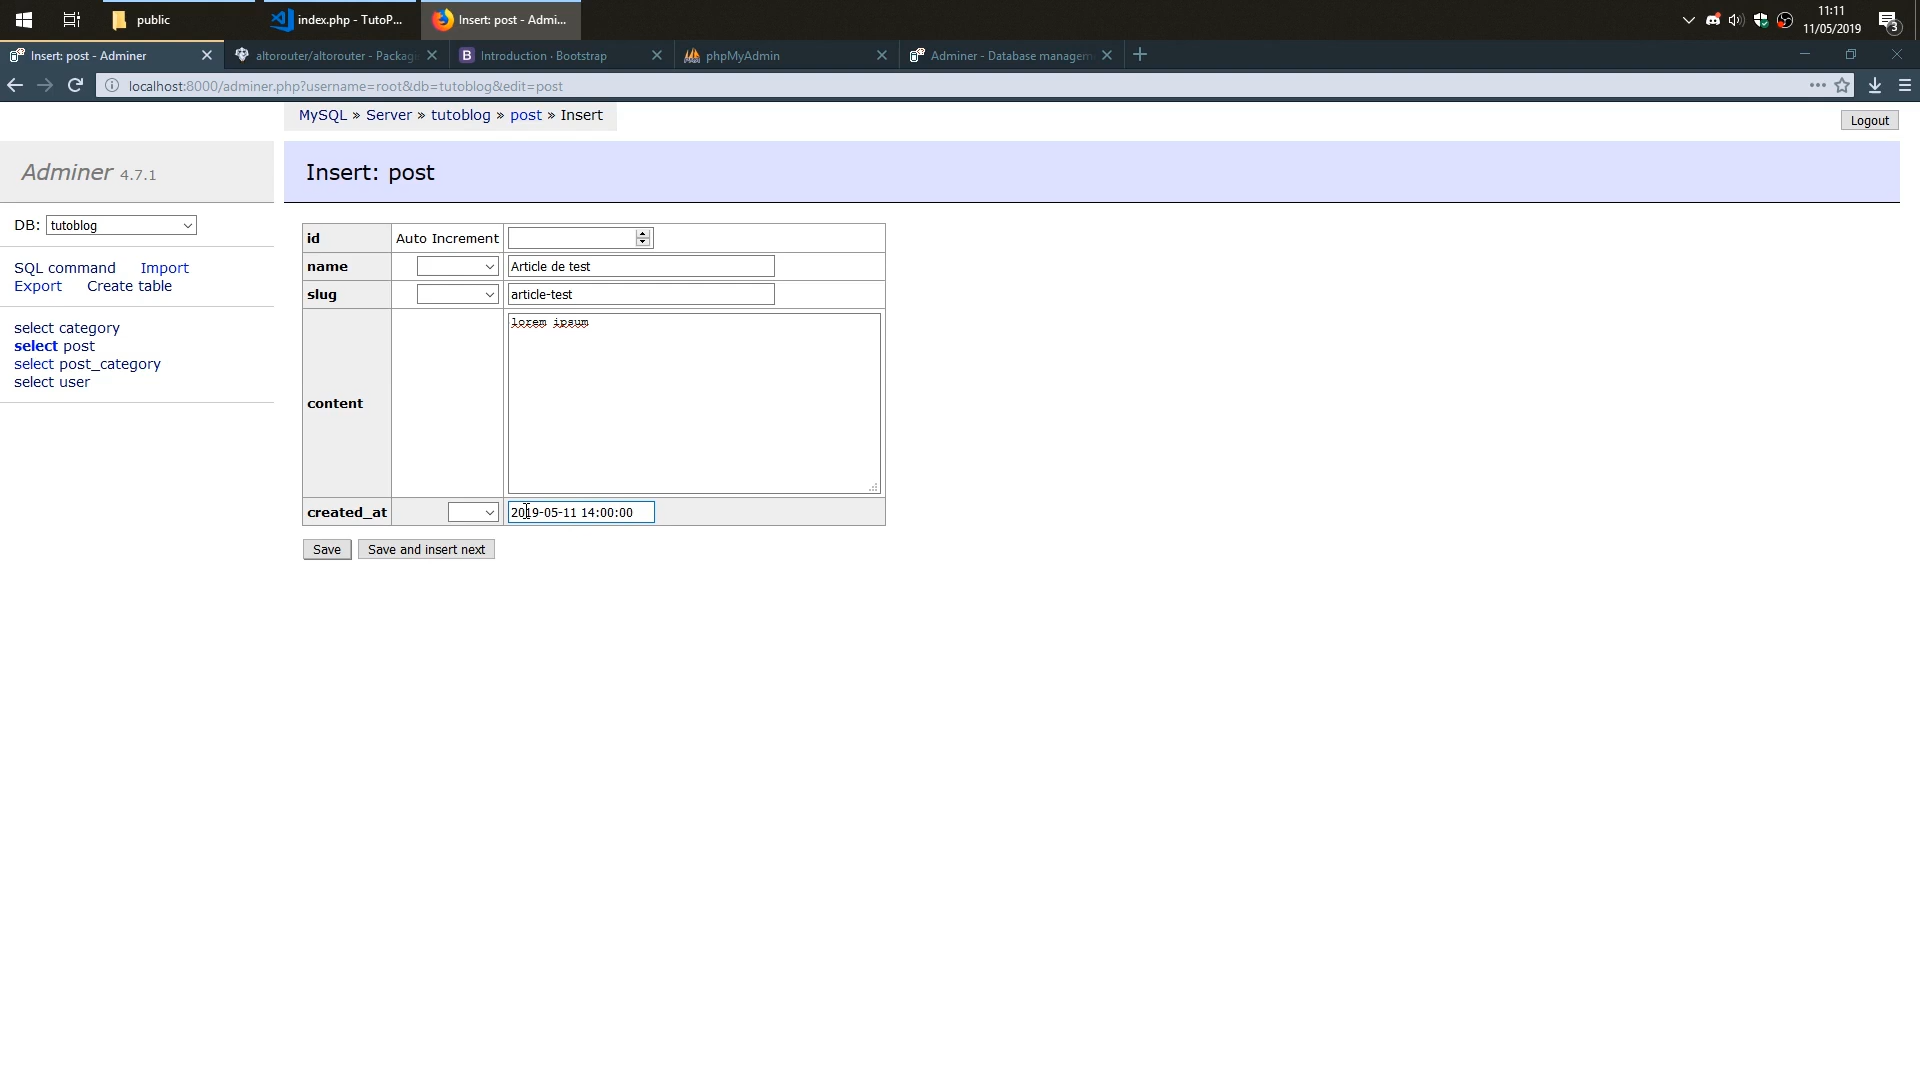 public
index.php - TutoP...
Insert: post - Admi...
11:11
11/05/2019
3
Insert: post - Adminer
altorouter/altorouter - Packag
Introduction · Bootstrap
phpMyAdmin
Adminer - Database managem
localhost:8000/adminer.php?username=root&db=tutoblog&edit=post
MySQL » Server » tutoblog » post » Insert
Logout
Adminer 4.7.1
Insert: post
DB: tutoblog
SQL command Import
Export Create table
select category
select post
select post_category
select user
id Auto Increment
name Article de test
slug article-test
content lorem ipsum
created_at 2019-05-11 14:00:00
Save Save and insert next